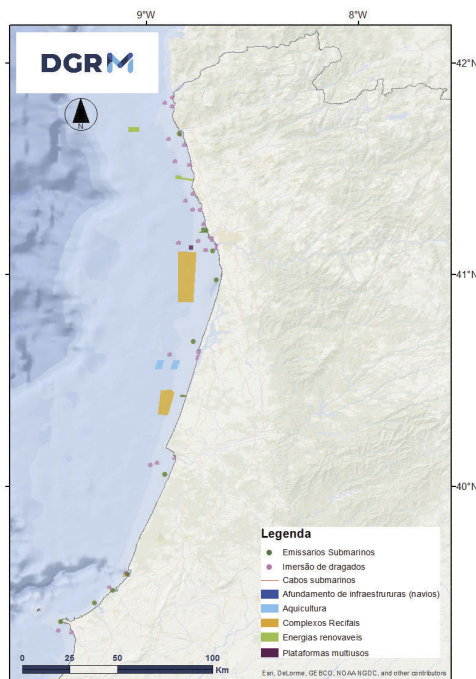 9°W 8°W
DGRM
42°N
N
41°N
40°N
Legenda
Emissarios Submarinos
Imersão de dragados
Cabos submarinos
Afundamento de infraestrururas (navios)
Aquicultura
Complexos Recifais
Energias renovaveis
Plataformas multiusos
0 25 50 100
Km
Esri, DeLorme, GEBCO, NOAA NGDC, and other contributors